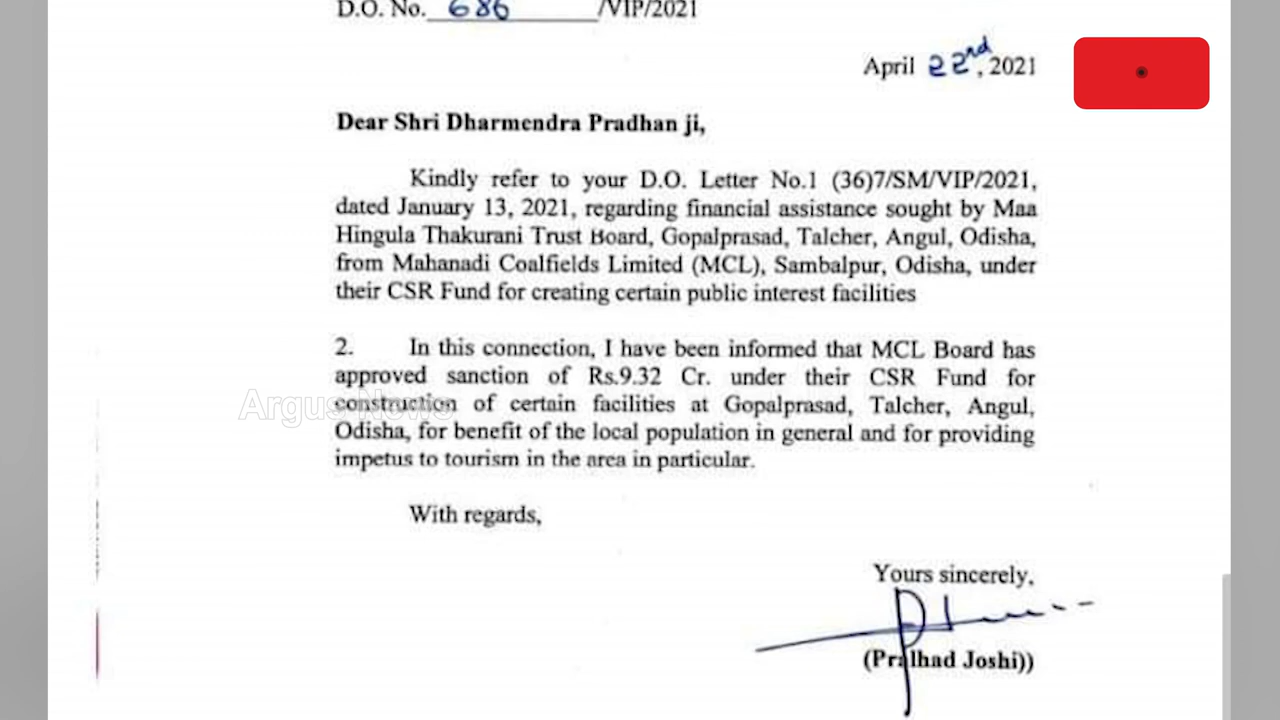 D.O. No. 686 /VIP/2021
April 22nd, 2021
Dear Shri Dharmendra Pradhan ji,
Kindly refer to your D.O. Letter No.1 (36)7/SM/VIP/2021,
dated January 13, 2021, regarding financial assistance sought by Maa
Hingula Thakurani Trust Board, Gopalprasad, Talcher, Angul, Odisha,
from Mahanadi Coalfields Limited (MCL), Sambalpur, Odisha, under
their CSR Fund for creating certain public interest facilities
2. In this connection, I have been informed that MCL Board has
approved sanction of Rs.9.32 Cr. under their CSR Fund for
construction of certain facilities at Gopalprasad, Talcher, Angul,
Odisha, for benefit of the local population in general and for providing
impetus to tourism in the area in particular.
Argus News
With regards,
Yours sincerely,
(Pralhad Joshi))